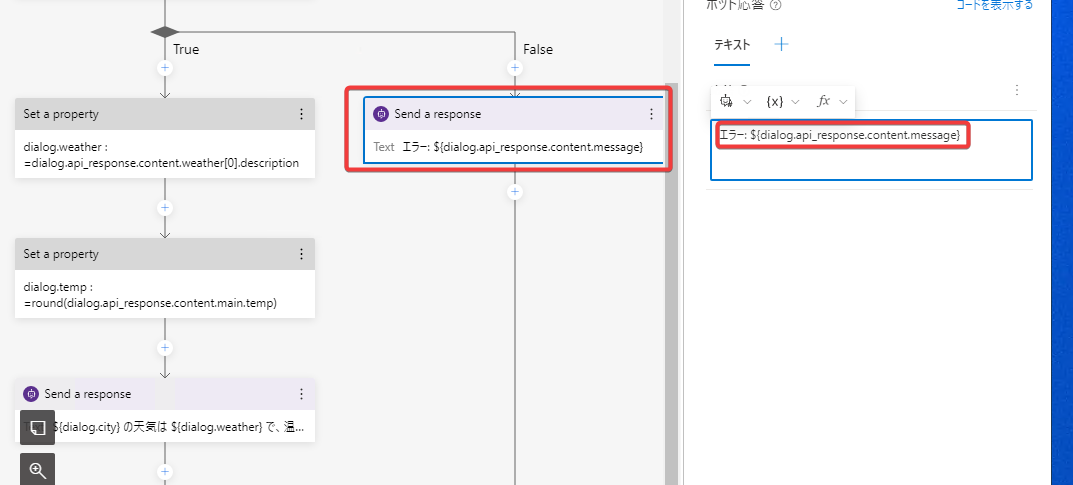 True
False
Set a property
dialog.weather :
=dialog.api_response.content.weather[0].description
Send a response
Text エラー: ${dialog.api_response.content.message}
Set a property
dialog.temp :
=round(dialog.api_response.content.main.temp)
Send a response
${dialog.city} の天気は ${dialog.weather} で、温...
ボット応答
コードを表示する
テキスト
{x}
fx
エラー: ${dialog.api_response.content.message}